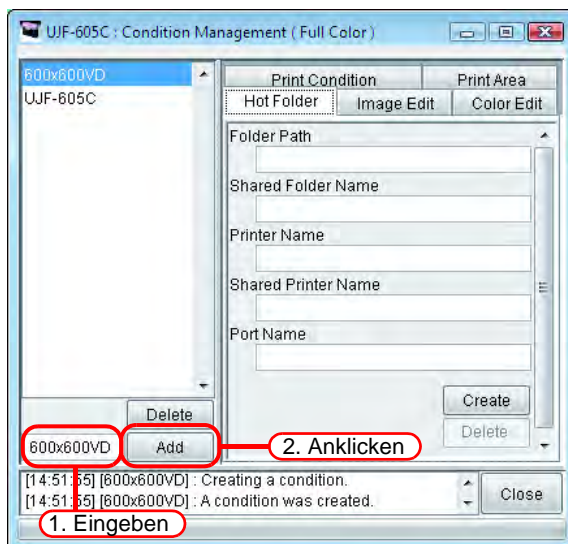 UJF-605C : Condition Management ( Full Color )
600x600VD
UJF-605C
Print Condition
Print Area
Hot Folder
Image Edit
Color Edit
Folder Path
Shared Folder Name
Printer Name
Shared Printer Name
Port Name
Create
Delete
Delete
600x600VD
Add
2. Anklicken
[14:51:55] [600x600VD] : Creating a condition.
[14:51:55] [600x600VD] : A condition was created.
Close
1. Eingeben